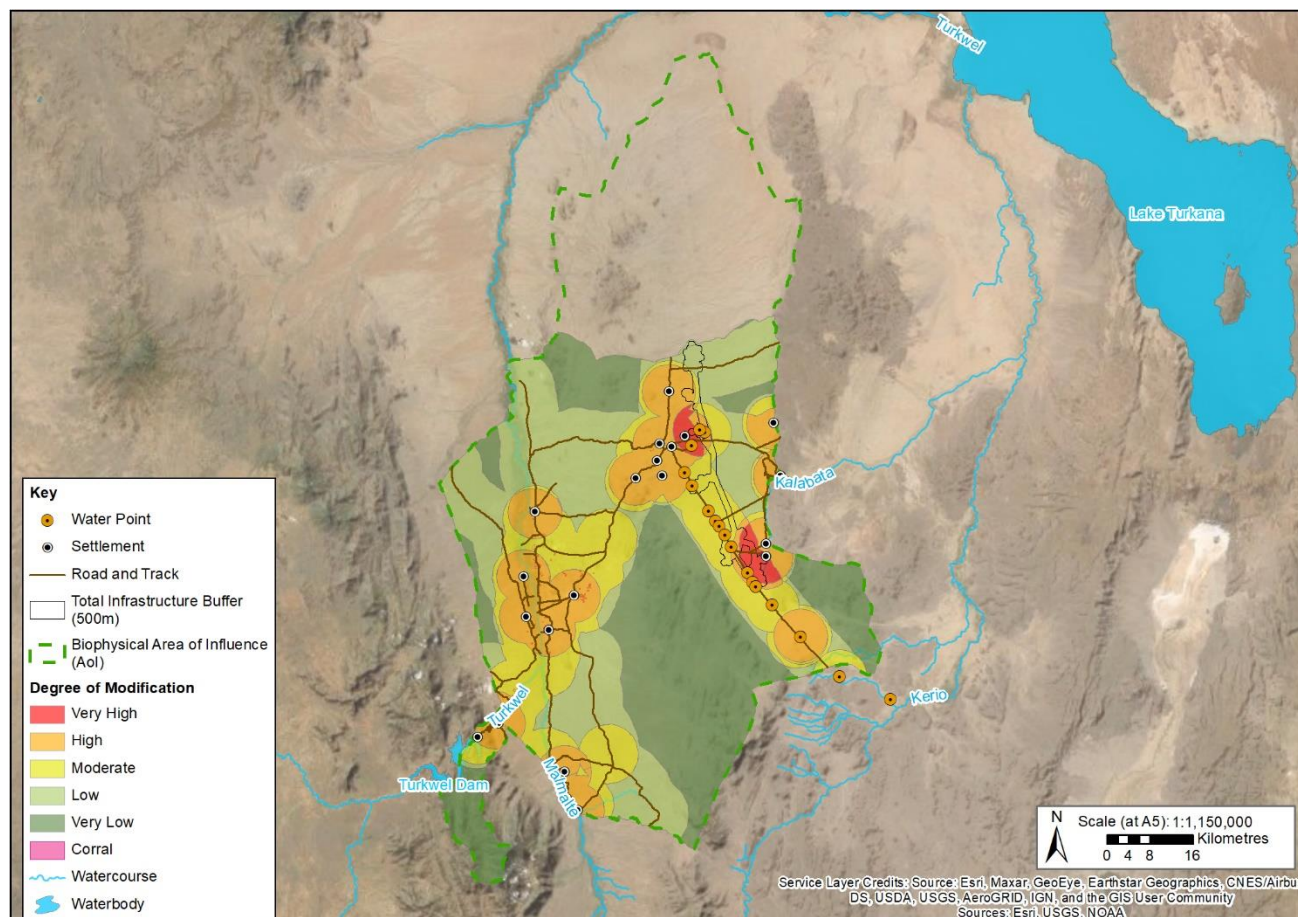 Turkwel
Lake Turkana
Kalabata
Kerio
Turkwel
Turkwel Dam
Malmalte
Key
Water Point
Settlement
Road and Track
Total Infrastructure Buffer
(500m)
Biophysical Area of Influence
(AoI)
Degree of Modification
Very High
High
Moderate
Low
Very Low
Corral
Watercourse
Waterbody
N
Scale (at A5): 1:1,150,000
Kilometres
0 4 8 16
Service Layer Credits: Source: Esri, Maxar, GeoEye, Earthstar Geographics, CNES/Airbu
DS, USDA, USGS, AeroGRID, IGN, and the GIS User Community
Sources: Esri, USGS, NOAA